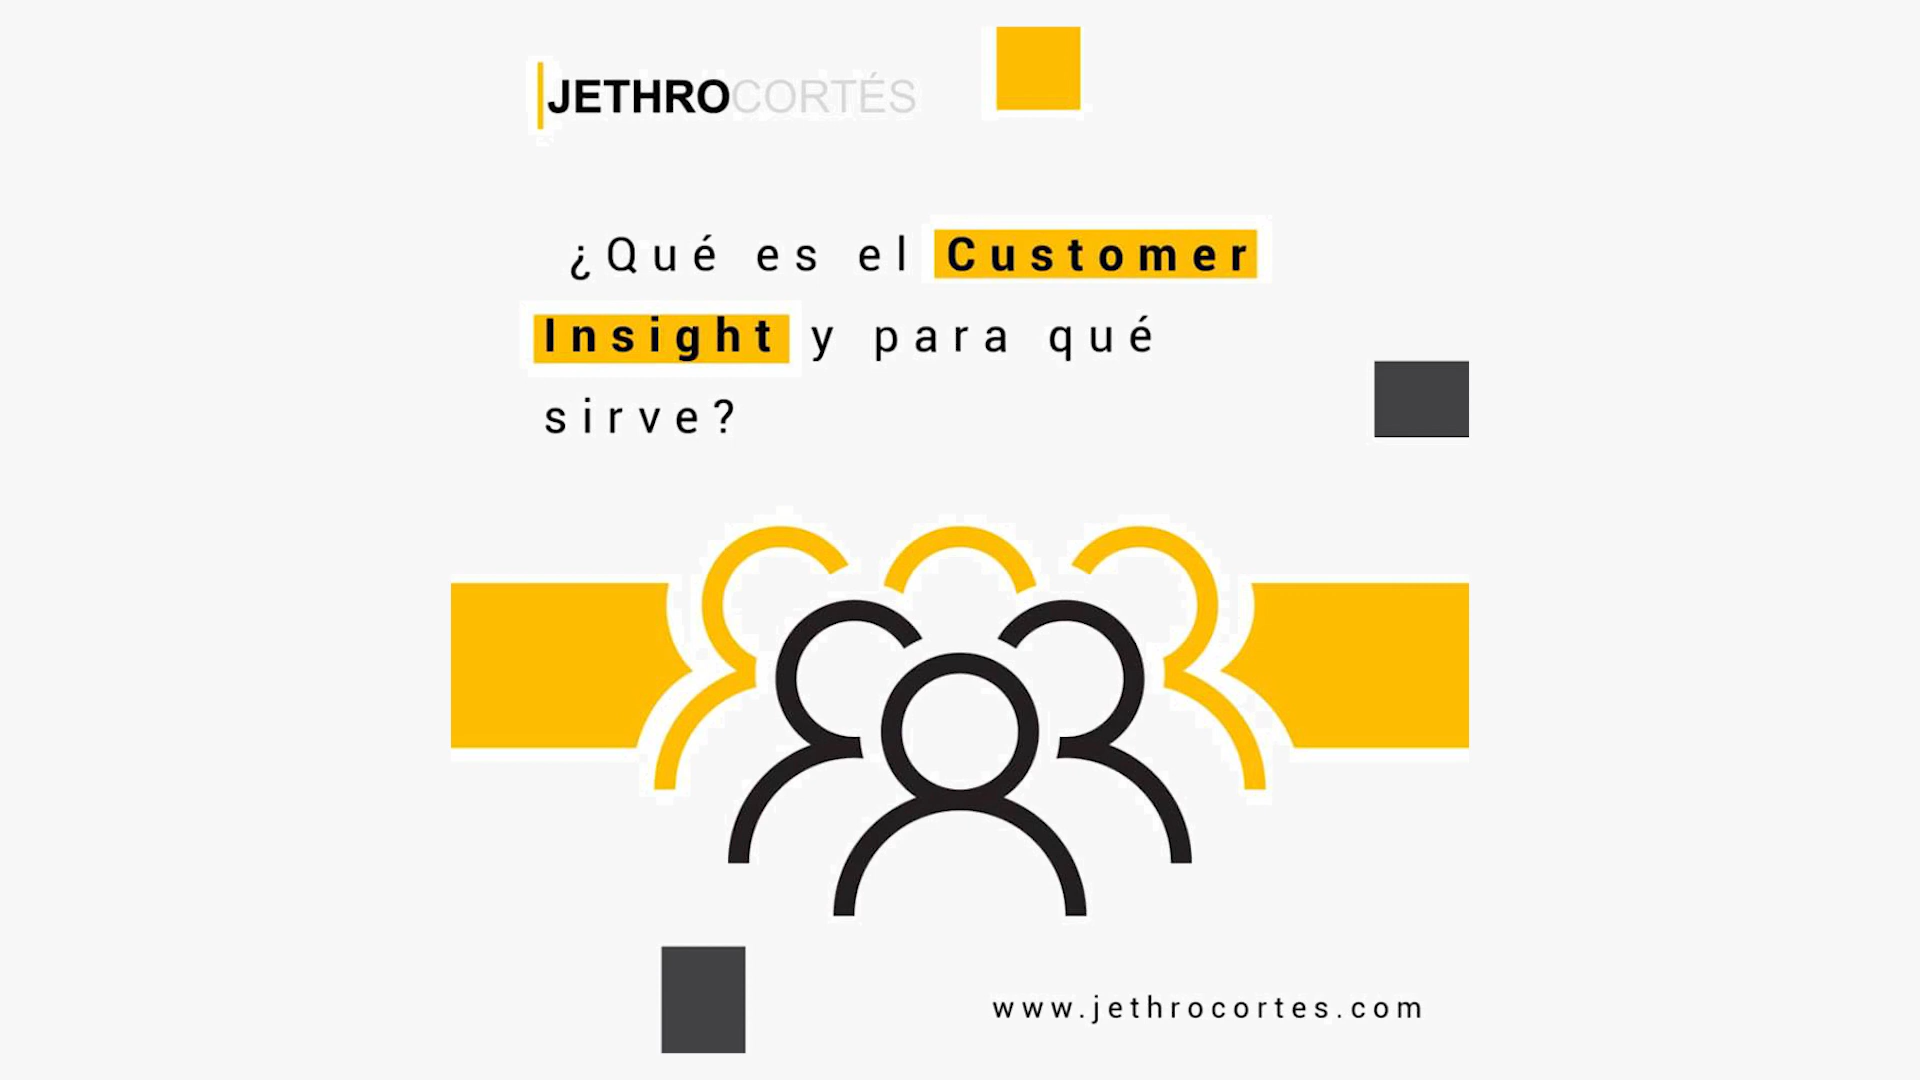 JETHROCORTÉS
¿Qué es el Customer
Insight y para qué
sirve?
www.jethrocortes.com